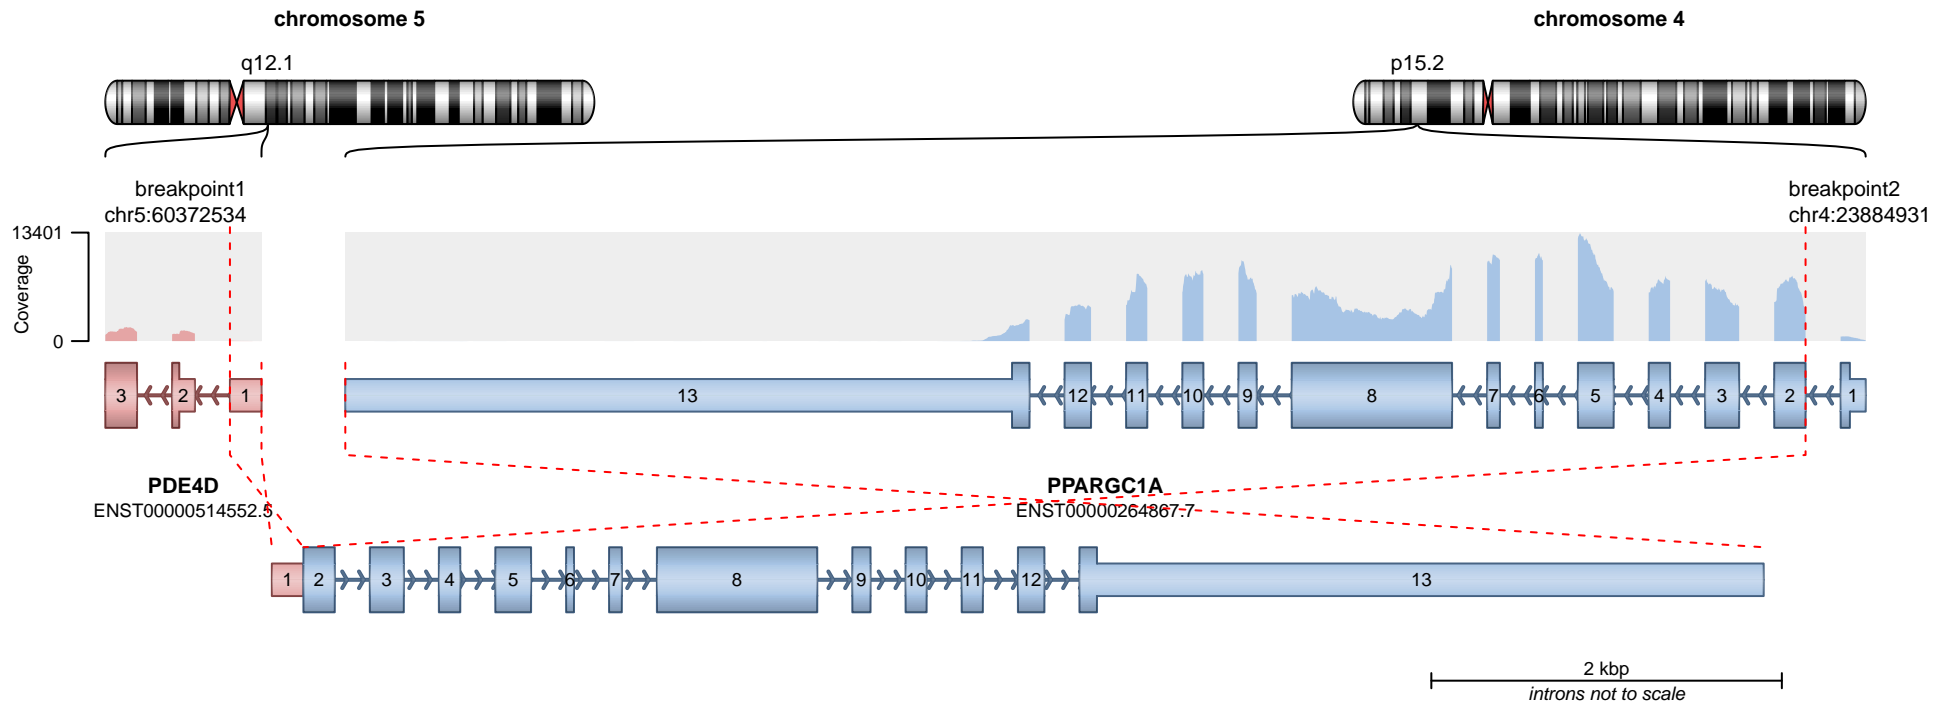 chromosome 5
chromosome 4
q12.1
p15.2
breakpoint1
chr5:60372534
breakpoint2
chr4:23884931
13401
Coverage
0
3
2
1
13
12
11
10
9
8
7
6
5
4
3
2
1
PDE4D
ENST00000514552.5
PPARGC1A
ENST00000264867.7
1
2
3
4
5
6
7
8
9
10
11
12
13
2 kbp
introns not to scale